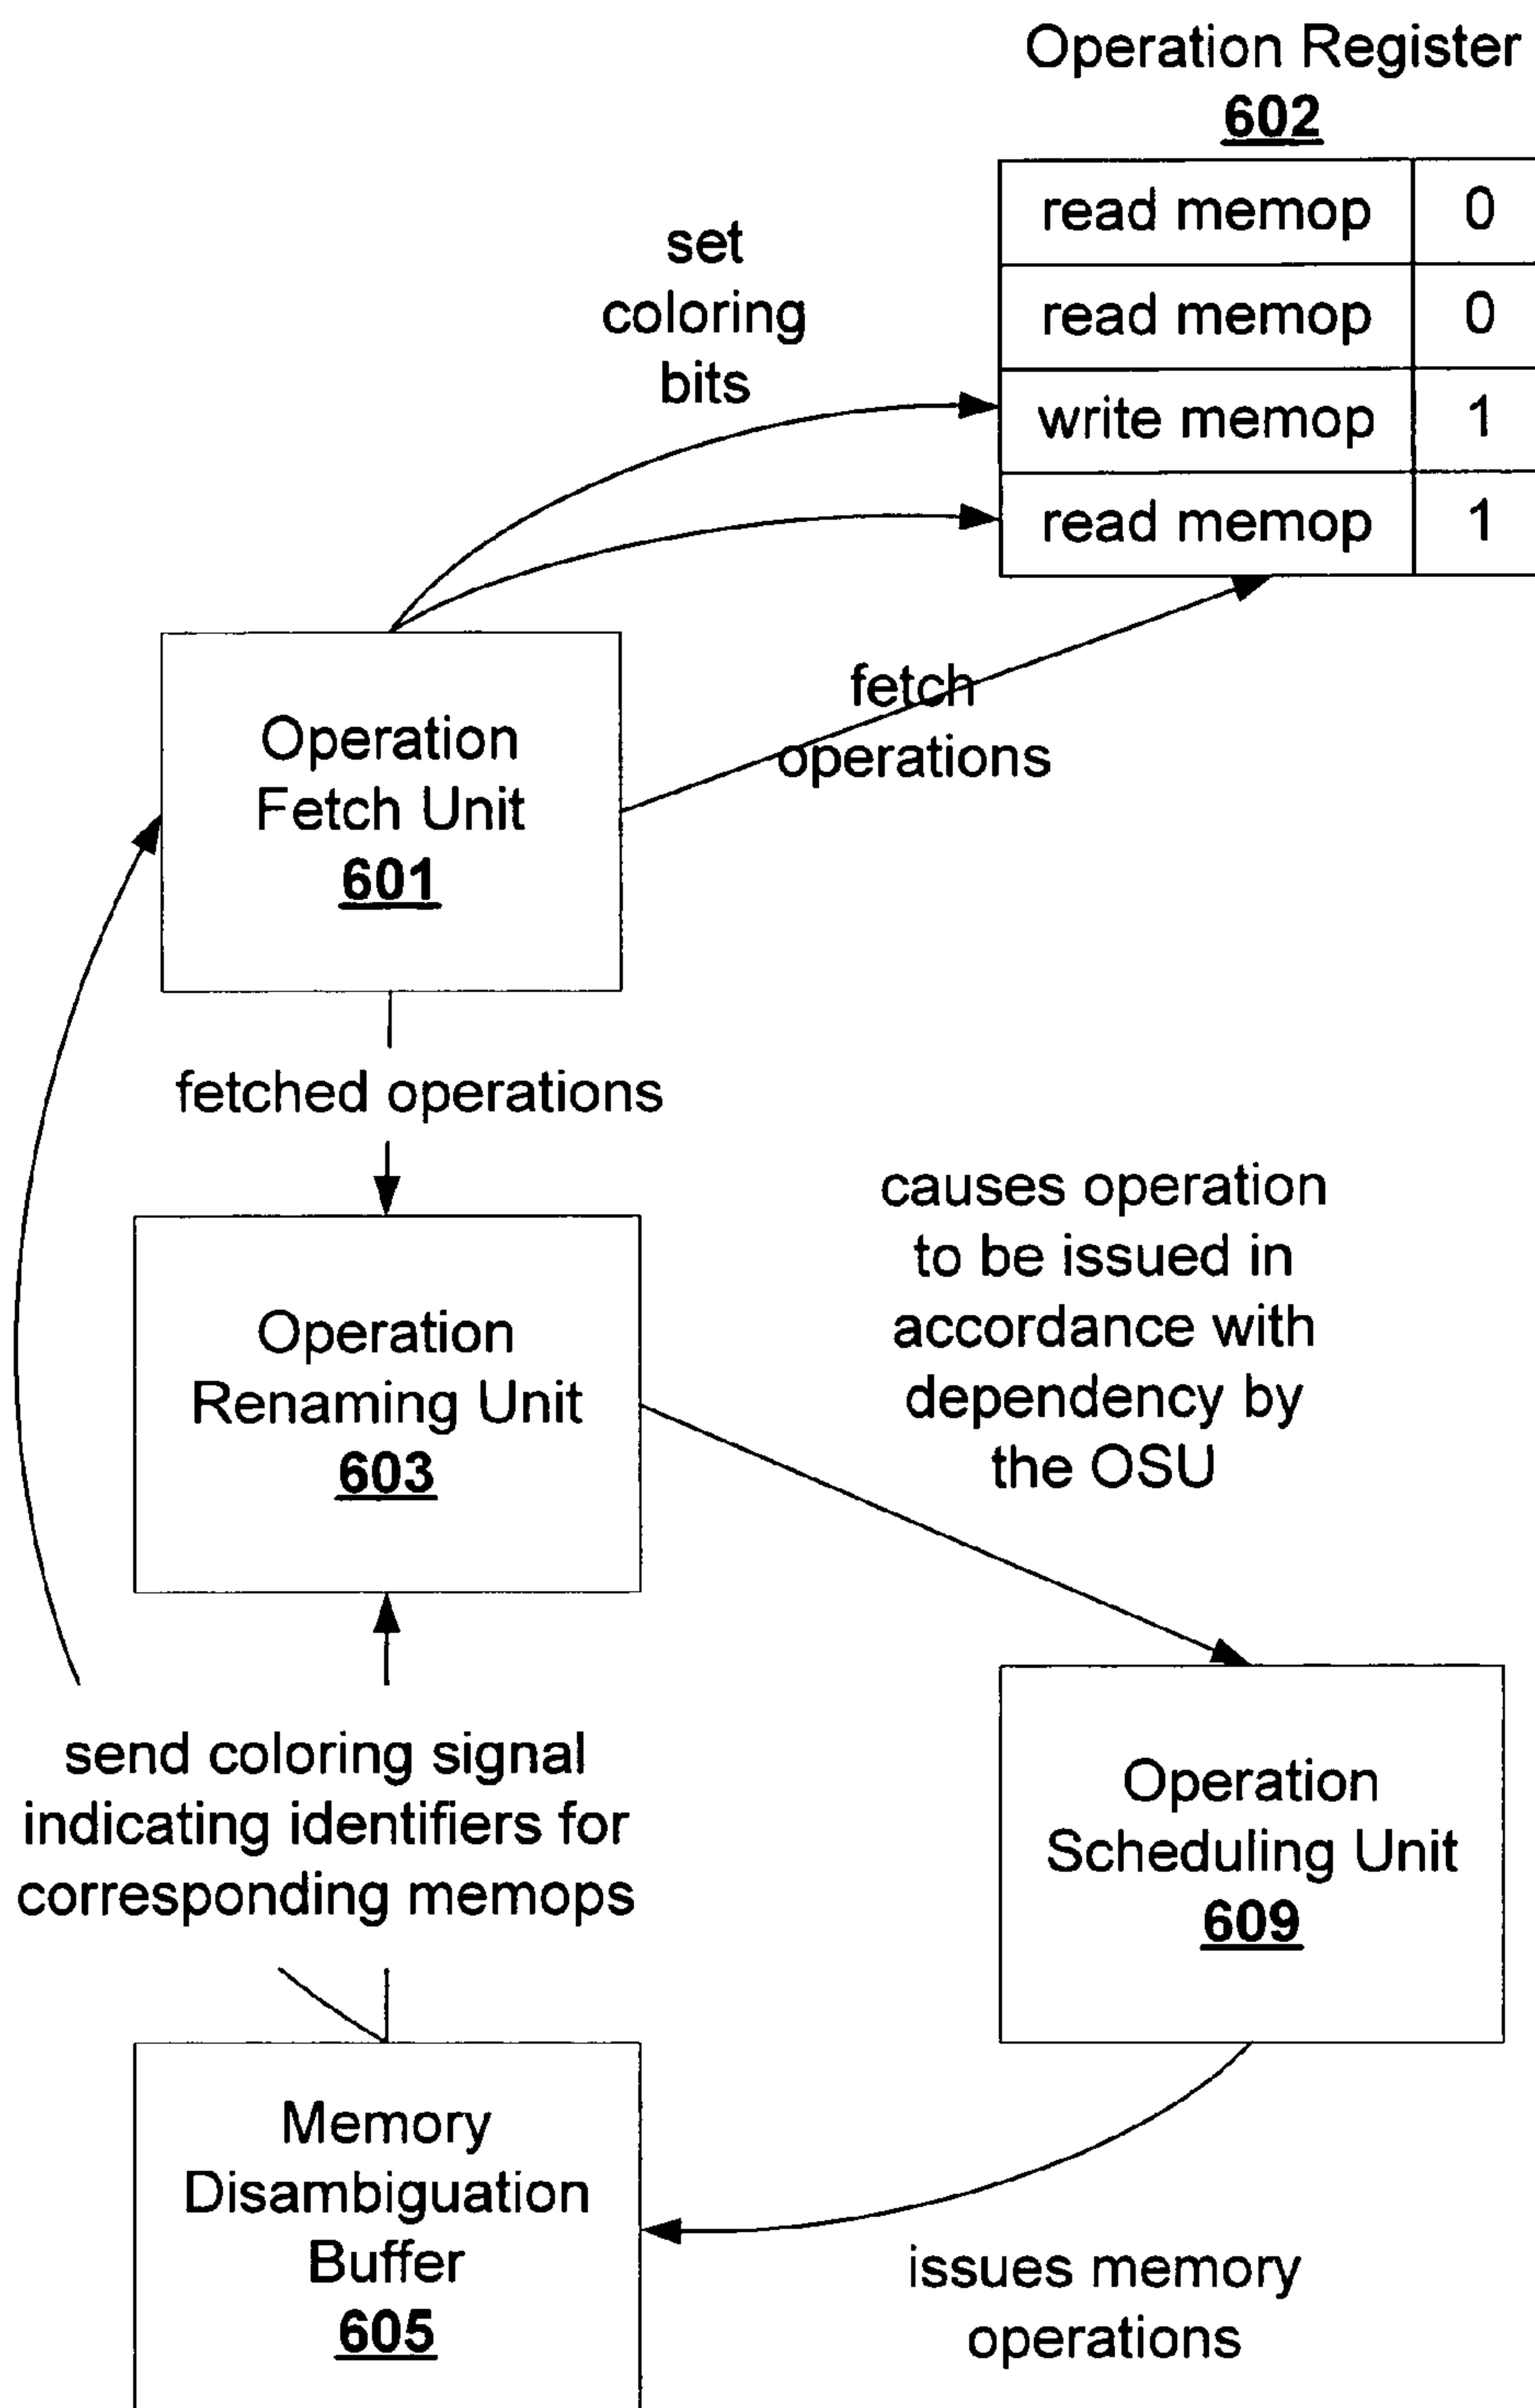 Operation Register
602
read memop 0
read memop 0
write memop 1
read memop 1
set
coloring
bits
fetch
operations
Operation
Fetch Unit
601
fetched operations
causes operation
to be issued in
accordance with
dependency by
the OSU
Operation
Renaming Unit
603
send coloring signal
indicating identifiers for
corresponding memops
Operation
Scheduling Unit
609
Memory
Disambiguation
Buffer
605
issues memory
operations